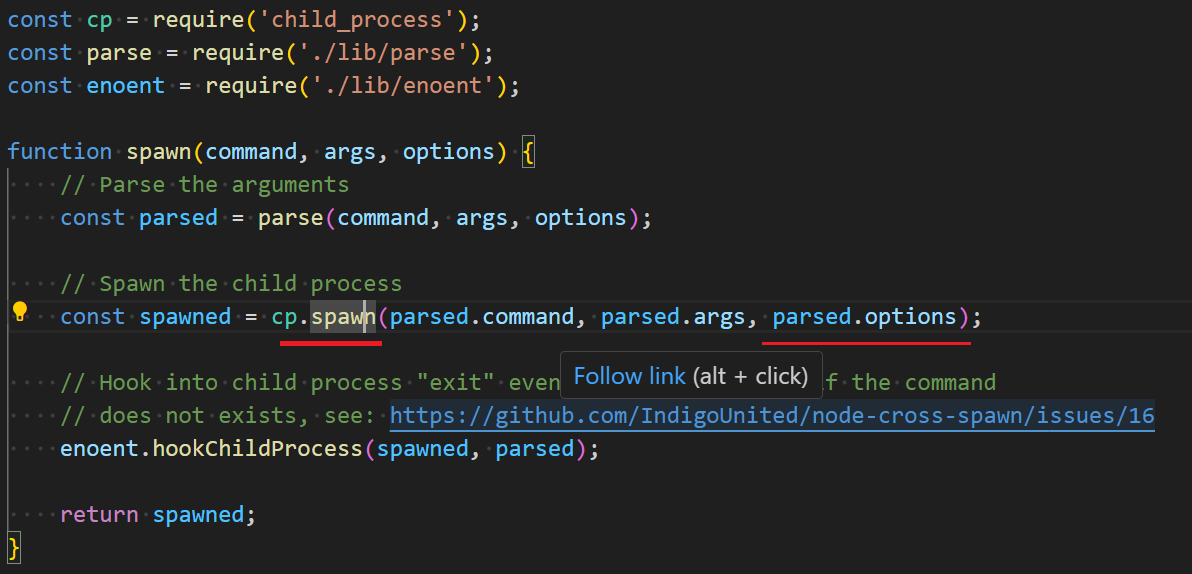 const cp = require('child_process');
const parse = require('./lib/parse');
const enoent = require('./lib/enoent');
function spawn(command, args, options) {
// Parse the arguments
const parsed = parse(command, args, options);
// Spawn the child process
const spawned = cp.spawn(parsed.command, parsed.args, parsed.options);
// Hook into child process "exit" even
Follow link (alt + click)
f the command
// does not exists, see: https://github.com/IndigoUnited/node-cross-spawn/issues/16
enoent.hookChildProcess(spawned, parsed);
return spawned;
}